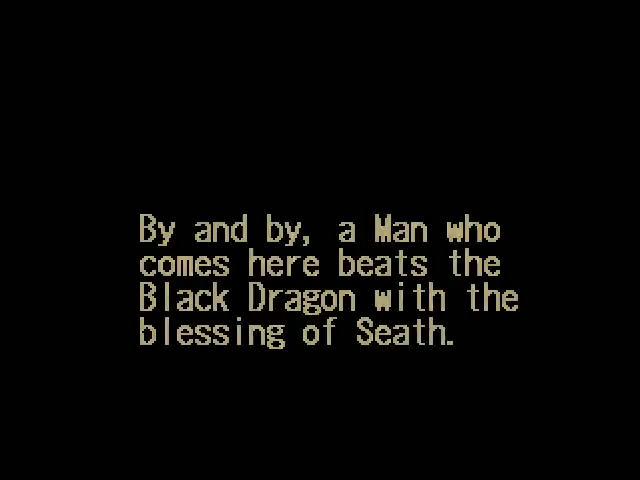 By and by, a Man who
comes here beats the
Black Dragon with the
blessing of Seath.